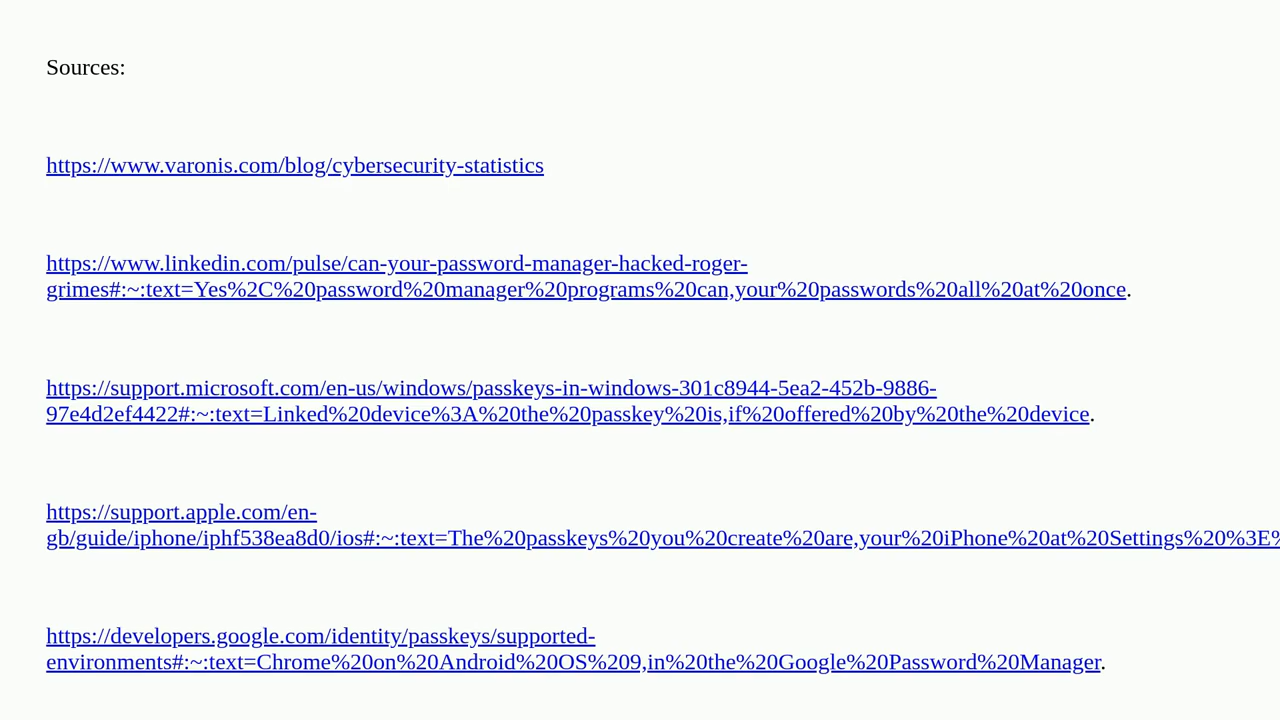 Sources:
https://www.varonis.com/blog/cybersecurity-statistics
https://www.linkedin.com/pulse/can-your-password-manager-hacked-roger-
grimes#:~:text=Yes%2C%20password%20manager%20programs%20can,your%20passwords%20all%20at%20once.
https://support.microsoft.com/en-us/windows/passkeys-in-windows-301c8944-5ea2-452b-9886-
97e4d2ef4422#:~:text=Linked%20device%3A%20the%20passkey%20is,if%20offered%20by%20the%20device.
https://support.apple.com/en-
gb/guide/iphone/iphf538ea8d0/ios#:~:text=The%20passkeys%20you%20create%20are,your%20iPhone%20at%20Settings%20%3E%
https://developers.google.com/identity/passkeys/supported-
environments#:~:text=Chrome%20on%20Android%20OS%209,in%20the%20Google%20Password%20Manager.